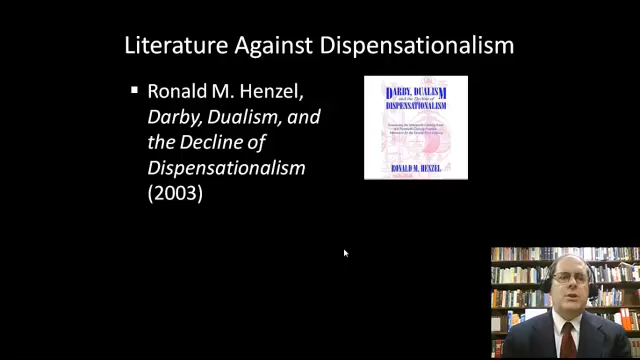 Literature Against Dispensationalism
▪ Ronald M. Henzel,
Darby, Dualism, and
the Decline of
Dispensationalism
(2003)
DARBY, DUALISM
and the Decline of
DISPENSATIONALISM
RONALD M. HENZEL